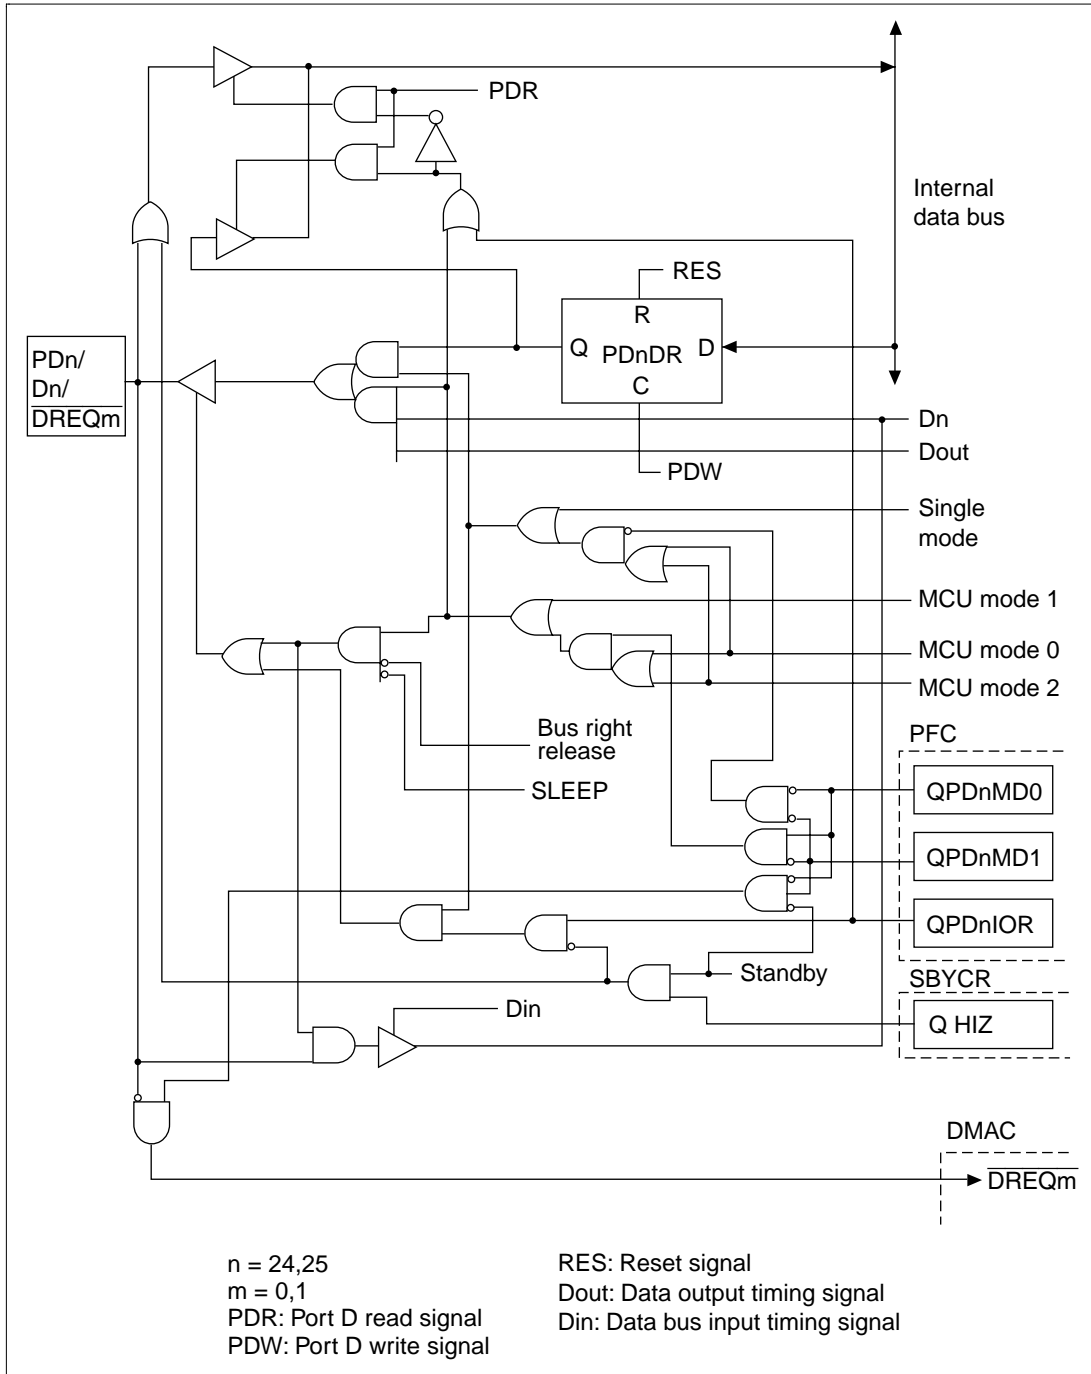 PDR
Internal
data bus
RES
R
Q
PDnDR
D
C
PDn/
Dn/
DREQm
Dn
Dout
PDW
Single
mode
MCU mode 1
MCU mode 0
MCU mode 2
Bus right
release
PFC
SLEEP
QPDnMD0
QPDnMD1
QPDnIOR
Standby
SBYCR
Din
Q HIZ
DMAC
DREQm
n = 24,25
m = 0,1
PDR: Port D read signal
PDW: Port D write signal
RES: Reset signal
Dout: Data output timing signal
Din: Data bus input timing signal